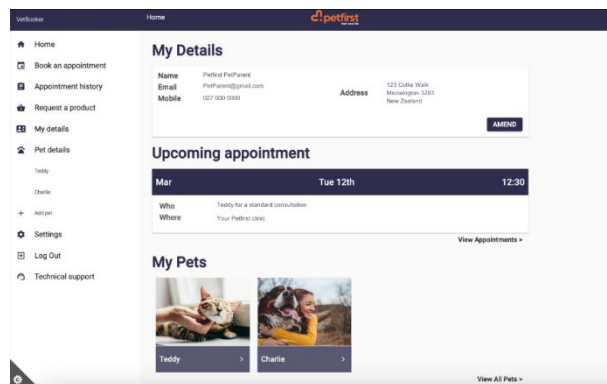 VetBooker
Home
petfirst
Home
Book an appointment
Appointment history
Request a product
My details
Pet details
Teddy
Charlie
Add pet
Settings
Log Out
Technical support
My Details
Name Petfirst PetParent
Email PetParent@gmail.com
Mobile 027 000 0000
Address 123 Collie Walk
Meowington 3283
New Zealand
AMEND
Upcoming appointment
Mar Tue 12th 12:30
Who Teddy for a standard consultation
Where Your Petfirst clinic
View Appointments >
My Pets
Teddy >
Charlie >
View All Pets >